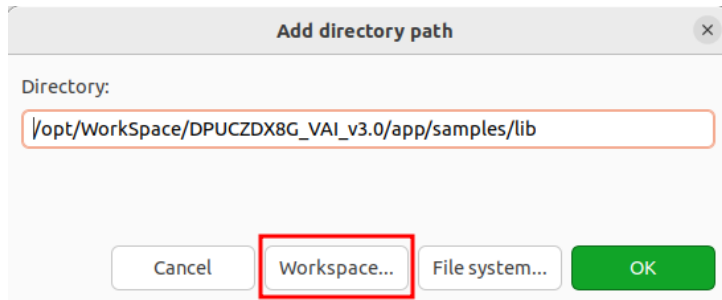 Add directory path
Directory:
/opt/WorkSpace/DPUCZDX8G_VAI_v3.0/app/samples/lib
Cancel Workspace... File system... OK